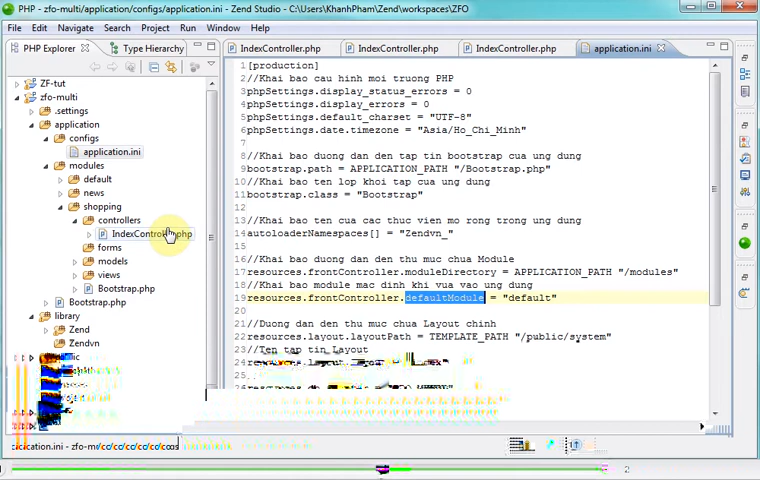 PHP - zfo-multi/application/configs/application.ini - Zend Studio - C:\Users\KhanhPham\Zend\workspaces\ZFO
File Edit Navigate Search Project Run Window Help
PHP Explorer Type Hierarchy
IndexController.php IndexController.php IndexController.php application.ini
ZF-tut
zfo-multi
.settings
application
configs
application.ini
modules
default
news
shopping
controllers
IndexController.php
forms
models
views
Bootstrap.php
Bootstrap.php
library
Zend
Zendvn
1 [production]
2 //Khai bao cau hinh moi truong PHP
3 phpSettings.display_status_errors = 0
4 phpSettings.display_errors = 0
5 phpSettings.default_charset = "UTF-8"
6 phpSettings.date.timezone = "Asia/Ho_Chi_Minh"
7
8 //Khai bao duong dan den tap tin bootstrap cua ung dung
9 bootstrap.path = APPLICATION_PATH "/Bootstrap.php"
10 //Khai bao ten lop khoi tap cua ung dung
11 bootstrap.class = "Bootstrap"
12
13 //Khai bao ten cua cac thuc vien mo rong trong ung dung
14 autoloaderNamespaces[] = "Zendvn_"
15
16 //Khai bao duong dan den thu muc chua Module
17 resources.frontController.moduleDirectory = APPLICATION_PATH "/modules"
18 //Khai bao module mac dinh khi vua vao ung dung
19 resources.frontController.defaultModule = "default"
20
21 //Duong dan den thu muc chua Layout chinh
22 resources.layout.layoutPath = TEMPLATE_PATH "/public/system"
23 //Ten tap tin Layout
24
25
26
2